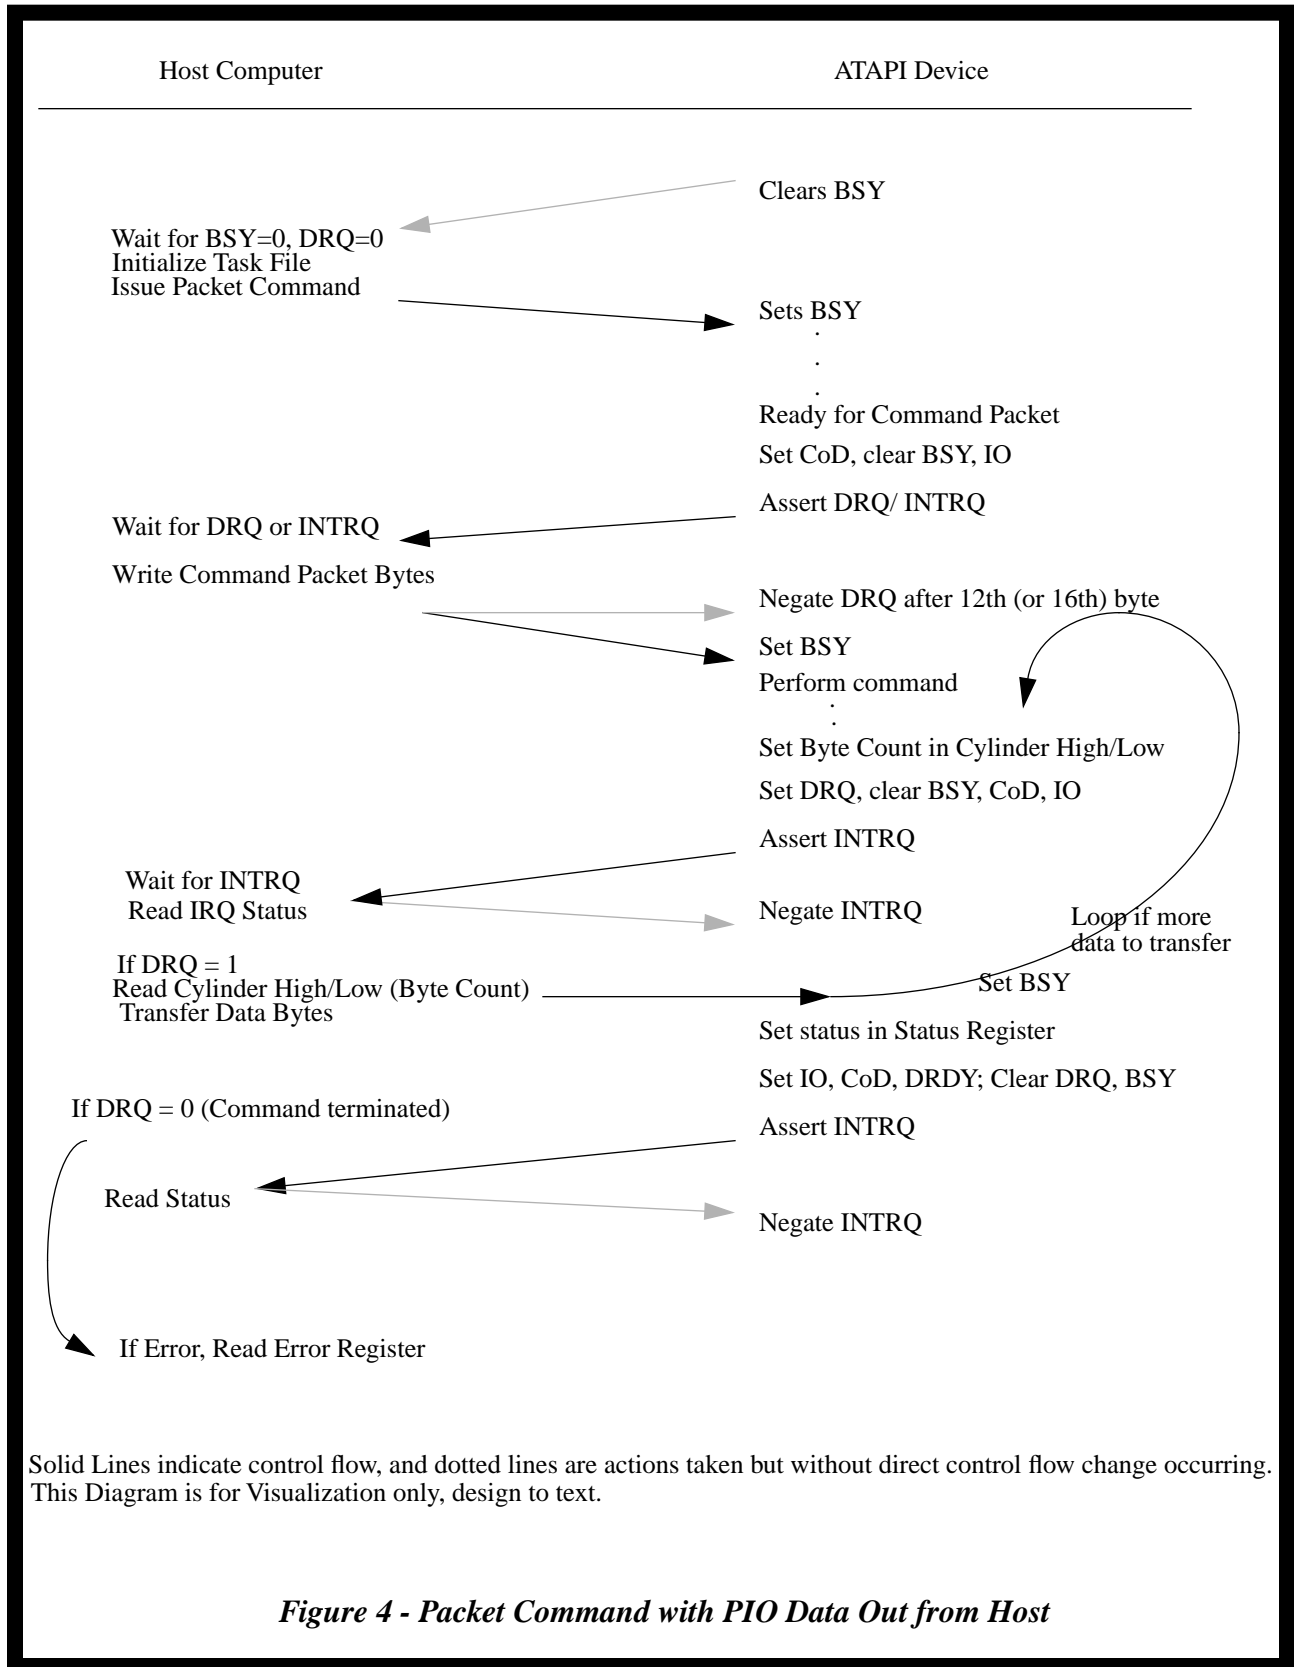 Host Computer
ATAPI Device
Clears BSY
Wait for BSY=0, DRQ=0
Initialize Task File
Issue Packet Command
Sets BSY
.
.
.
Ready for Command Packet
Set CoD, clear BSY, IO
Assert DRQ/ INTRQ
Wait for DRQ or INTRQ
Write Command Packet Bytes
Negate DRQ after 12th (or 16th) byte
Set BSY
Perform command
.
.
Set Byte Count in Cylinder High/Low
Set DRQ, clear BSY, CoD, IO
Assert INTRQ
Wait for INTRQ
Read IRQ Status
Negate INTRQ
Loop if more
data to transfer
If DRQ = 1
Read Cylinder High/Low (Byte Count)
Transfer Data Bytes
Set BSY
Set status in Status Register
Set IO, CoD, DRDY; Clear DRQ, BSY
If DRQ = 0 (Command terminated)
Assert INTRQ
Read Status
Negate INTRQ
If Error, Read Error Register
Solid Lines indicate control flow, and dotted lines are actions taken but without direct control flow change occurring.
This Diagram is for Visualization only, design to text.
Figure 4 - Packet Command with PIO Data Out from Host